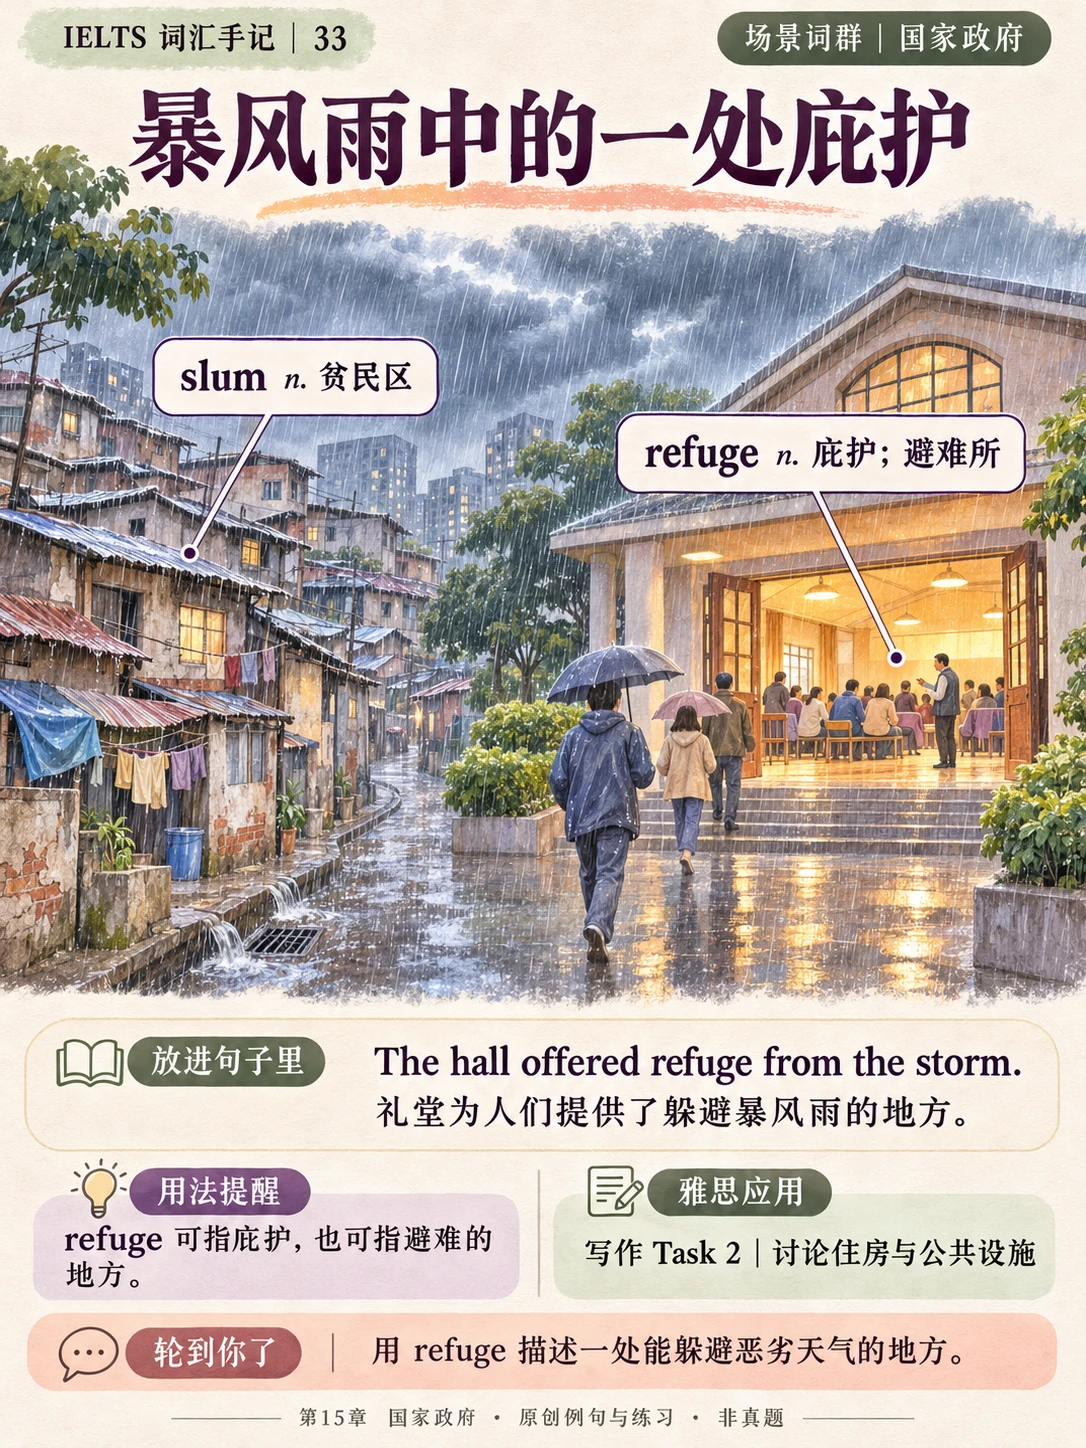 IELTS 词汇手记 | 33
场景词群 | 国家政府
暴风雨中的一处庇护
slum n. 贫民区
refuge n. 庇护；避难所
放进句子里
The hall offered refuge from the storm.
礼堂为人们提供了躲避暴风雨的地方。
用法提醒
refuge 可指庇护，也可指避难的
地方。
雅思应用
写作 Task 2 | 讨论住房与公共设施
轮到你了
用 refuge 描述一处能躲避恶劣天气的地方。
第15章 国家政府 • 原创例句与练习 • 非真题